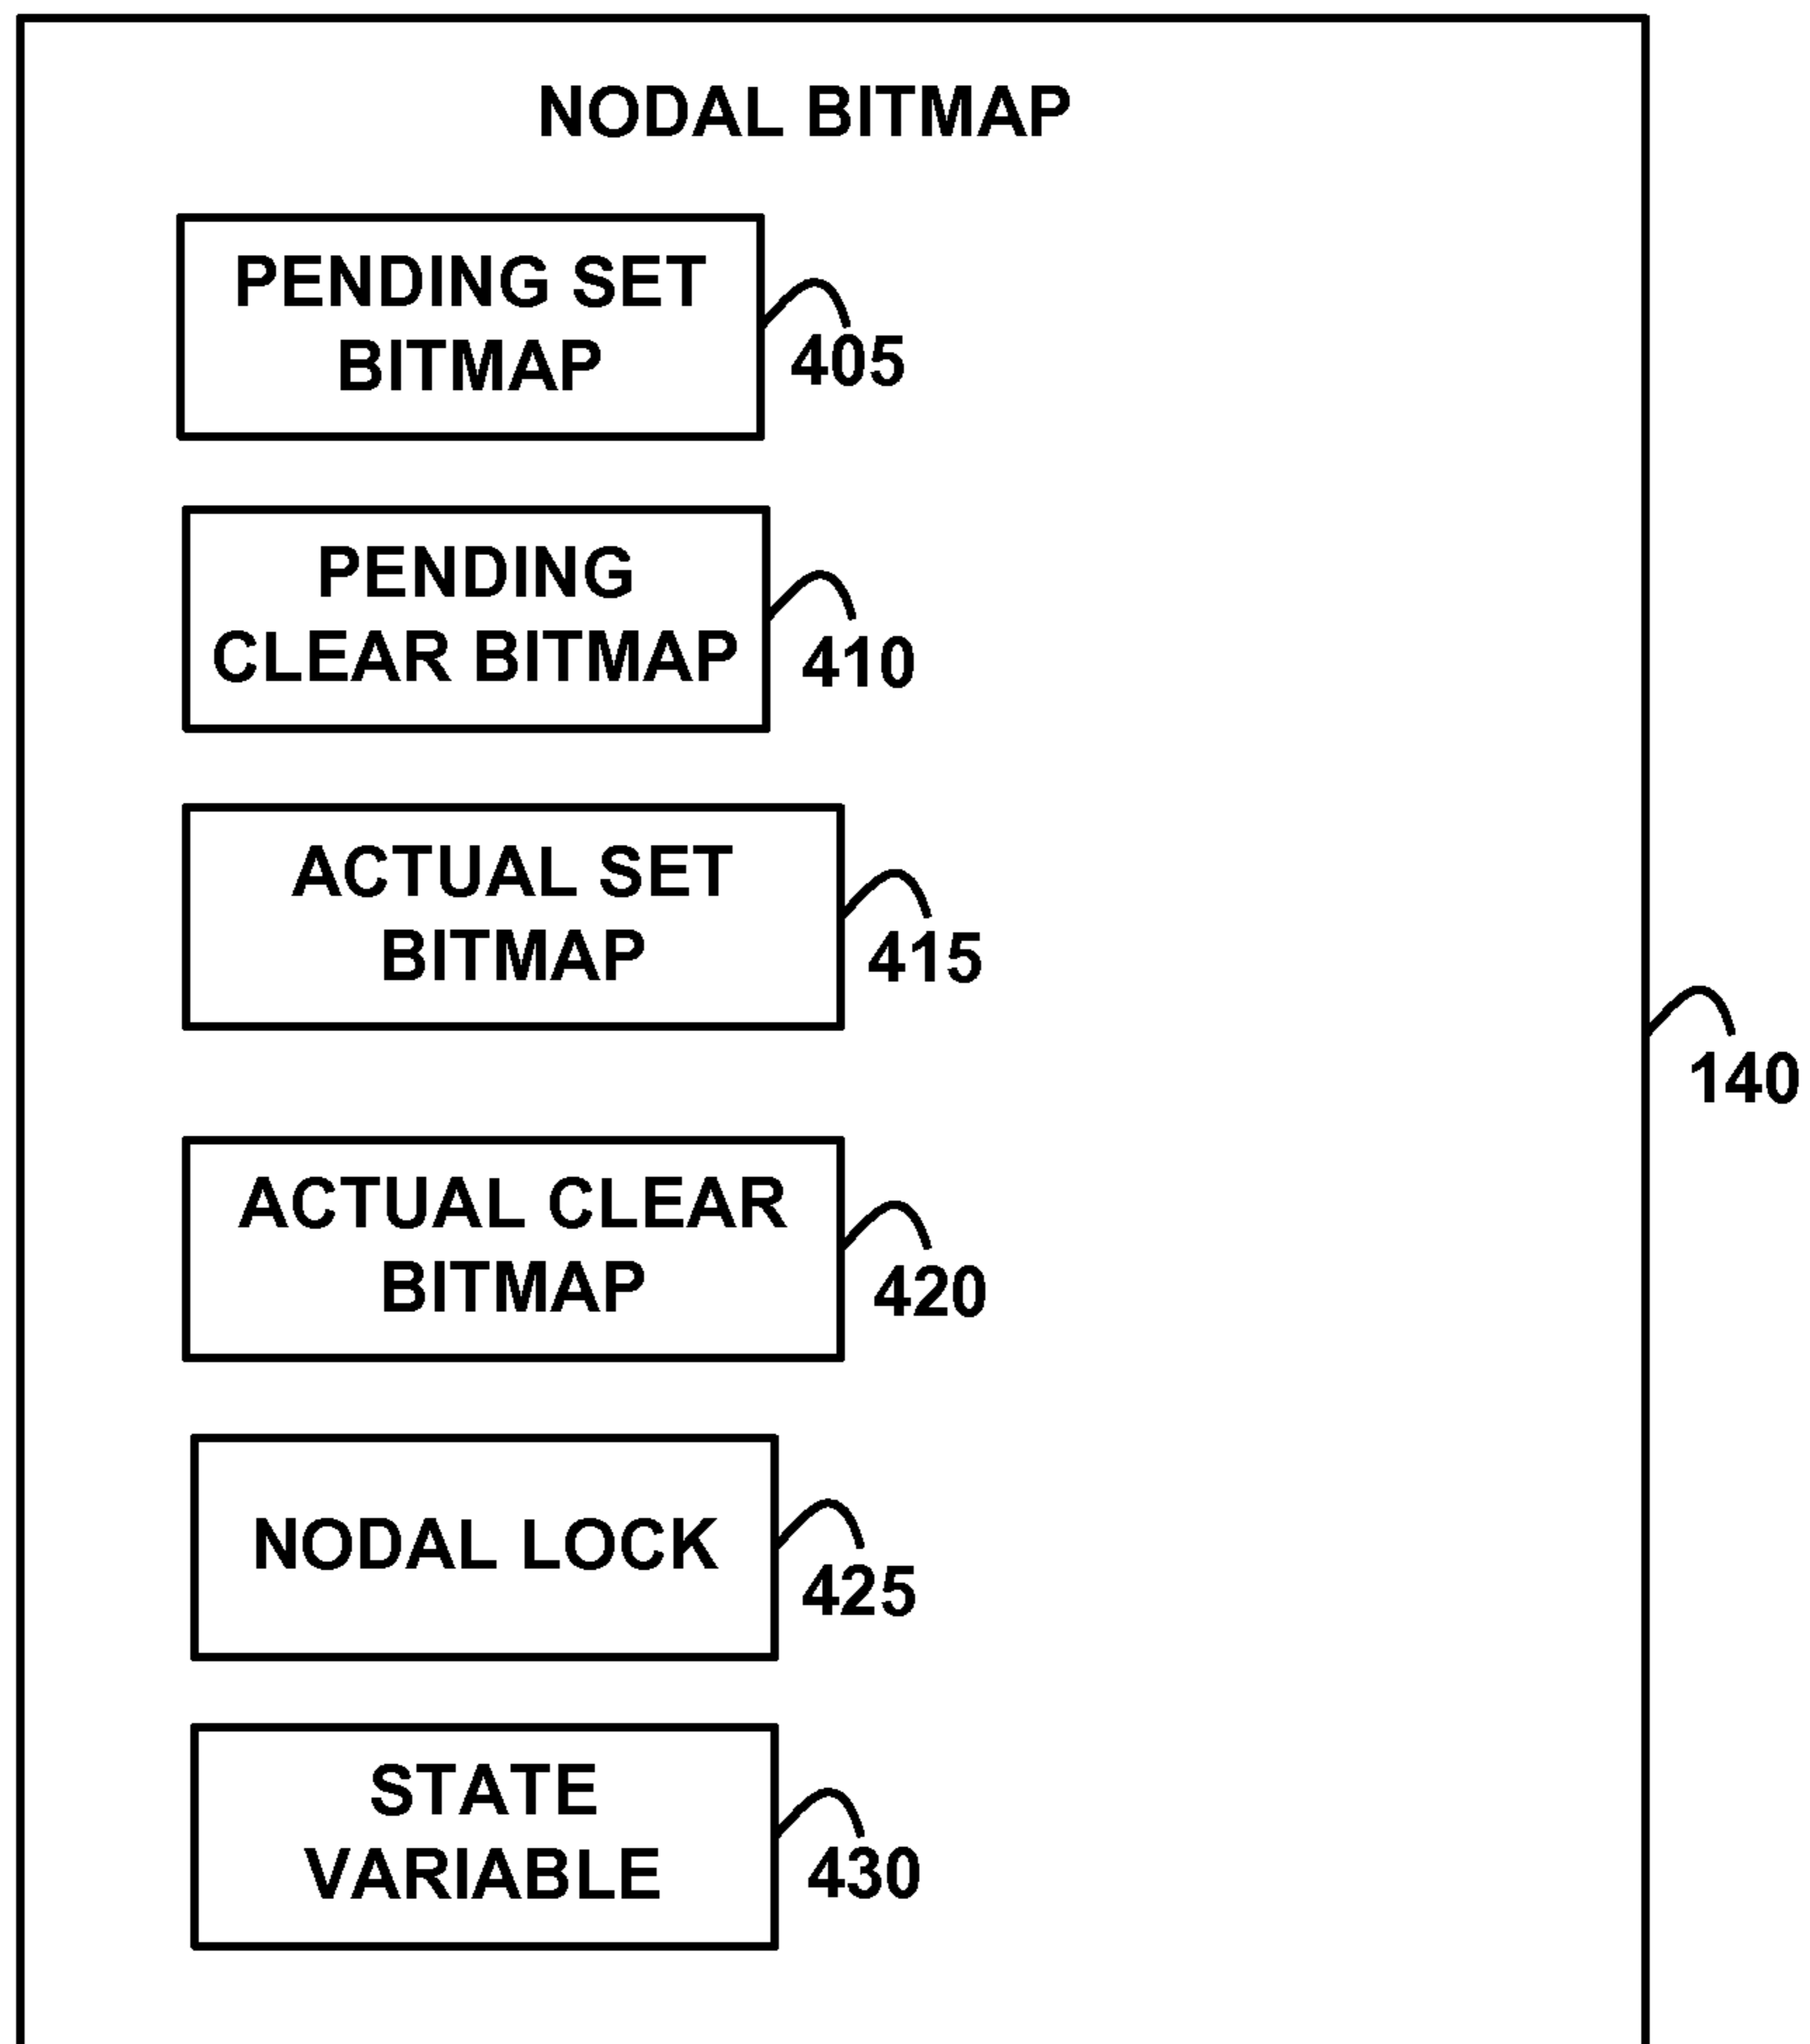 NODAL BITMAP
PENDING SET
BITMAP
405
PENDING
CLEAR BITMAP
410
ACTUAL SET
BITMAP
415
140
ACTUAL CLEAR
BITMAP
420
NODAL LOCK
425
STATE
VARIABLE
430